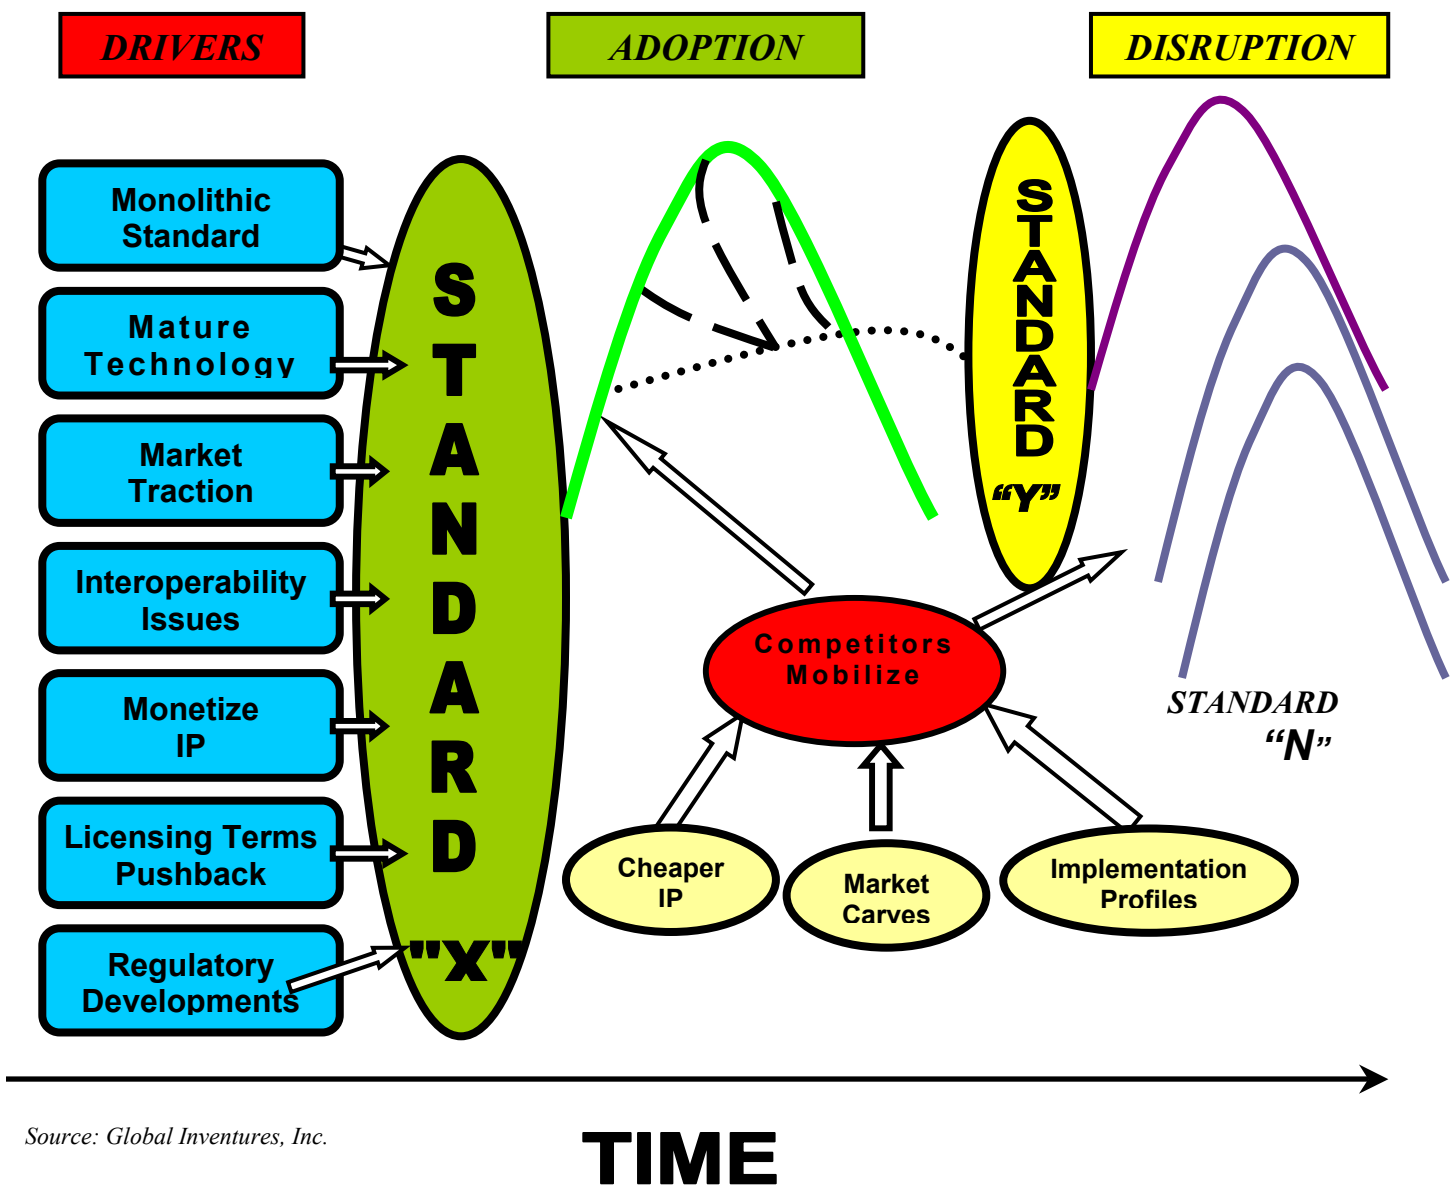 DRIVERS
ADOPTION
DISRUPTION
Monolithic
Standard
Mature
Technology
Market
Traction
Interoperability
Issues
Monetize
IP
Licensing Terms
Pushback
Regulatory
Developments
STANDARD
"X"
STANDARD
“Y”
Competitors
Mobilize
Cheaper
IP
Market
Carves
Implementation
Profiles
STANDARD
“N”
Source: Global Inventures, Inc.
TIME